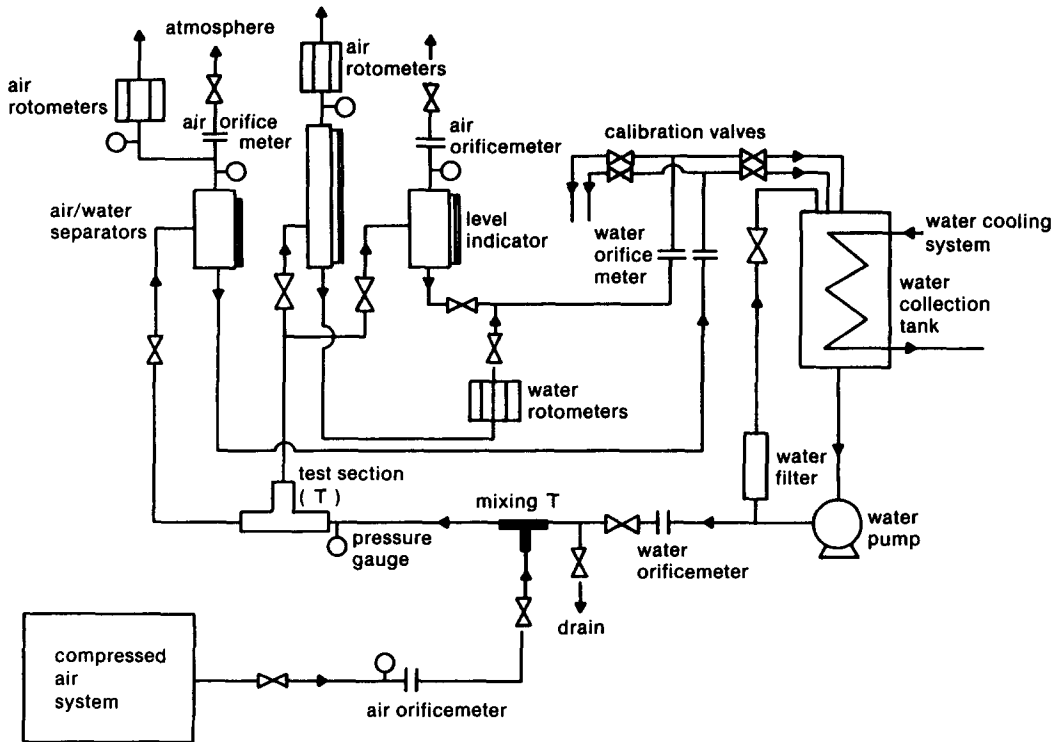 atmosphere
air
rotometers
air
rotometers
air orifice
meter
air
orificemeter
calibration valves
air/water
separators
level
indicator
water
orifice
meter
water cooling
system
water
collection
tank
water
rotometers
test section
( T )
mixing T
water
filter
pressure
gauge
water
orificemeter
water
pump
drain
compressed
air
system
air orificemeter